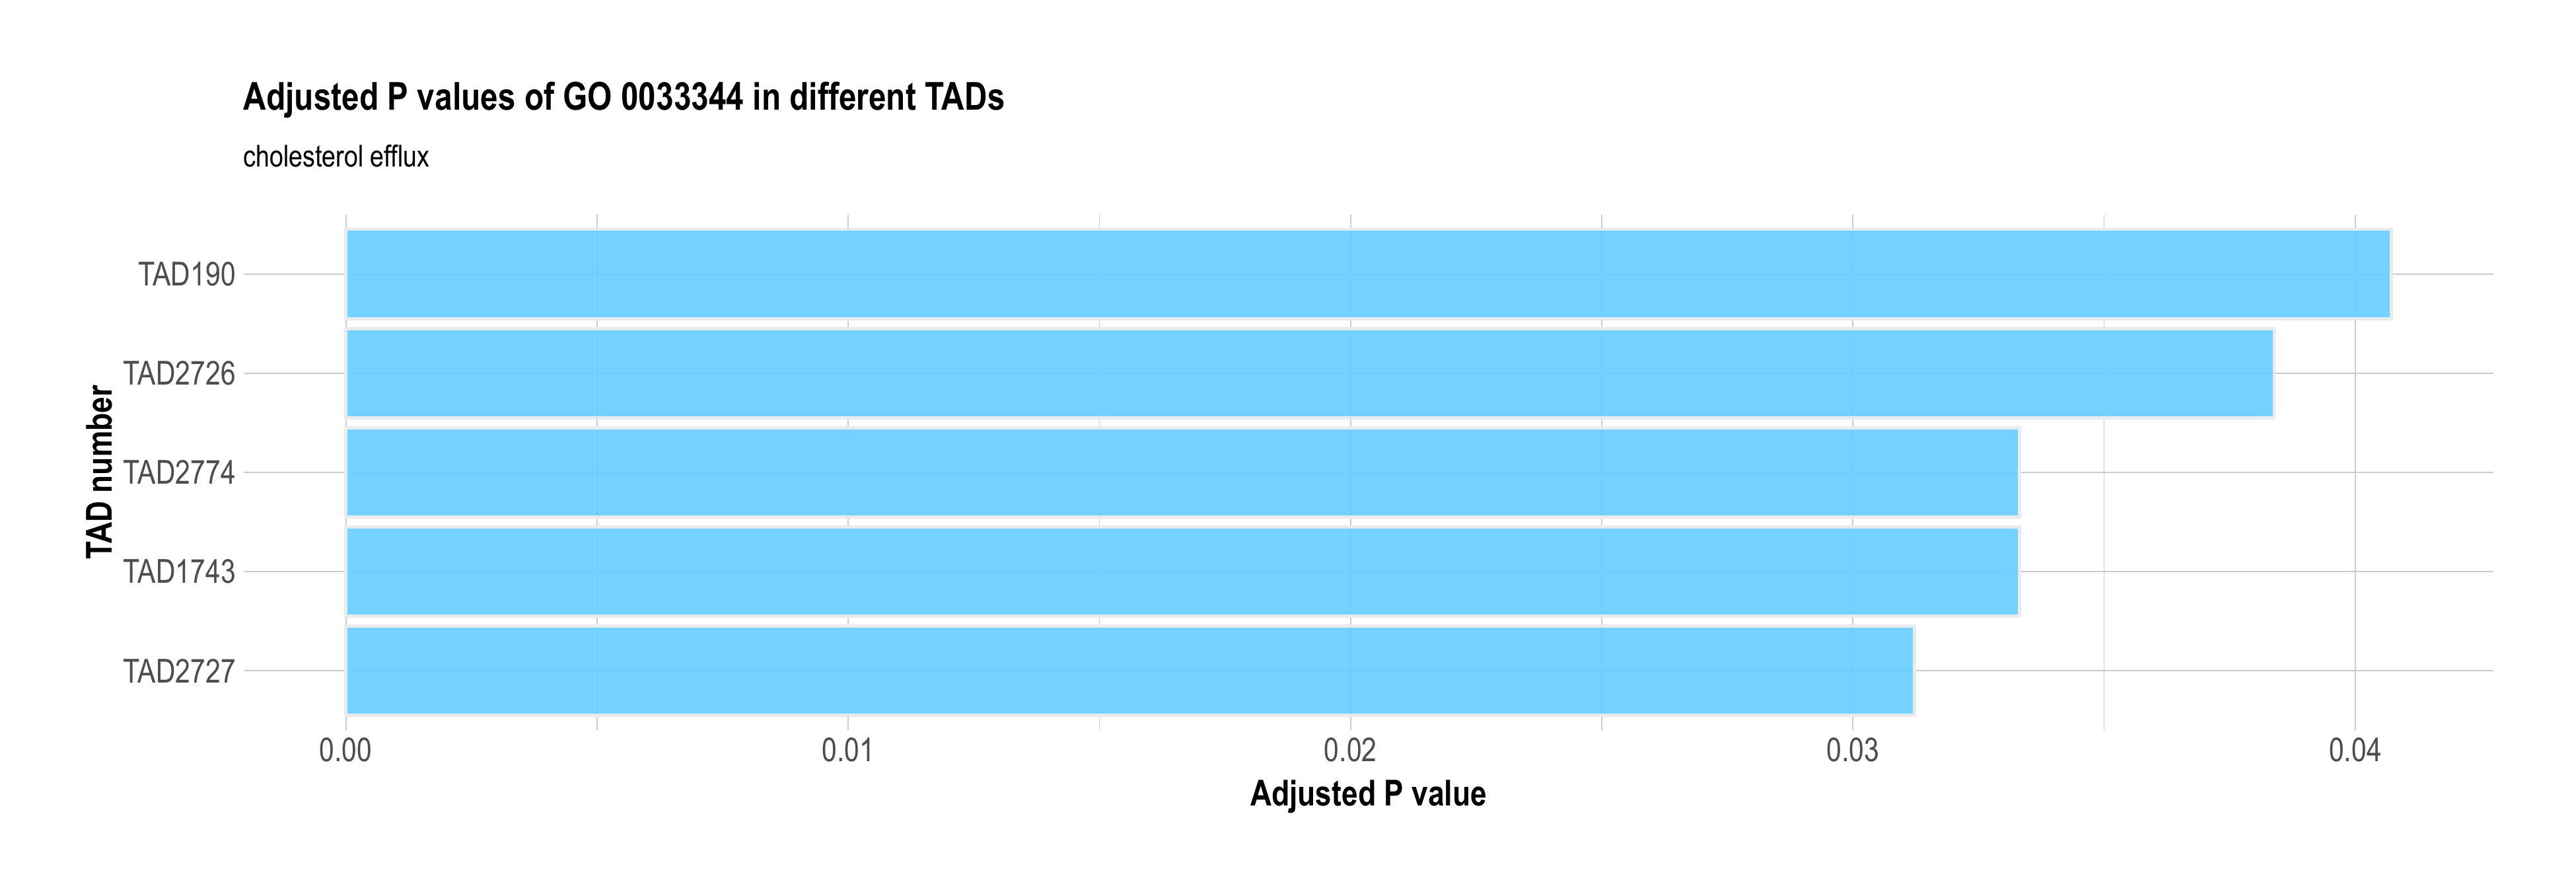 Adjusted P values of GO 0033344 in different TADs
cholesterol efflux
TAD number
TAD190
TAD2726
TAD2774
TAD1743
TAD2727
0.00 0.01 0.02 0.03 0.04
Adjusted P value